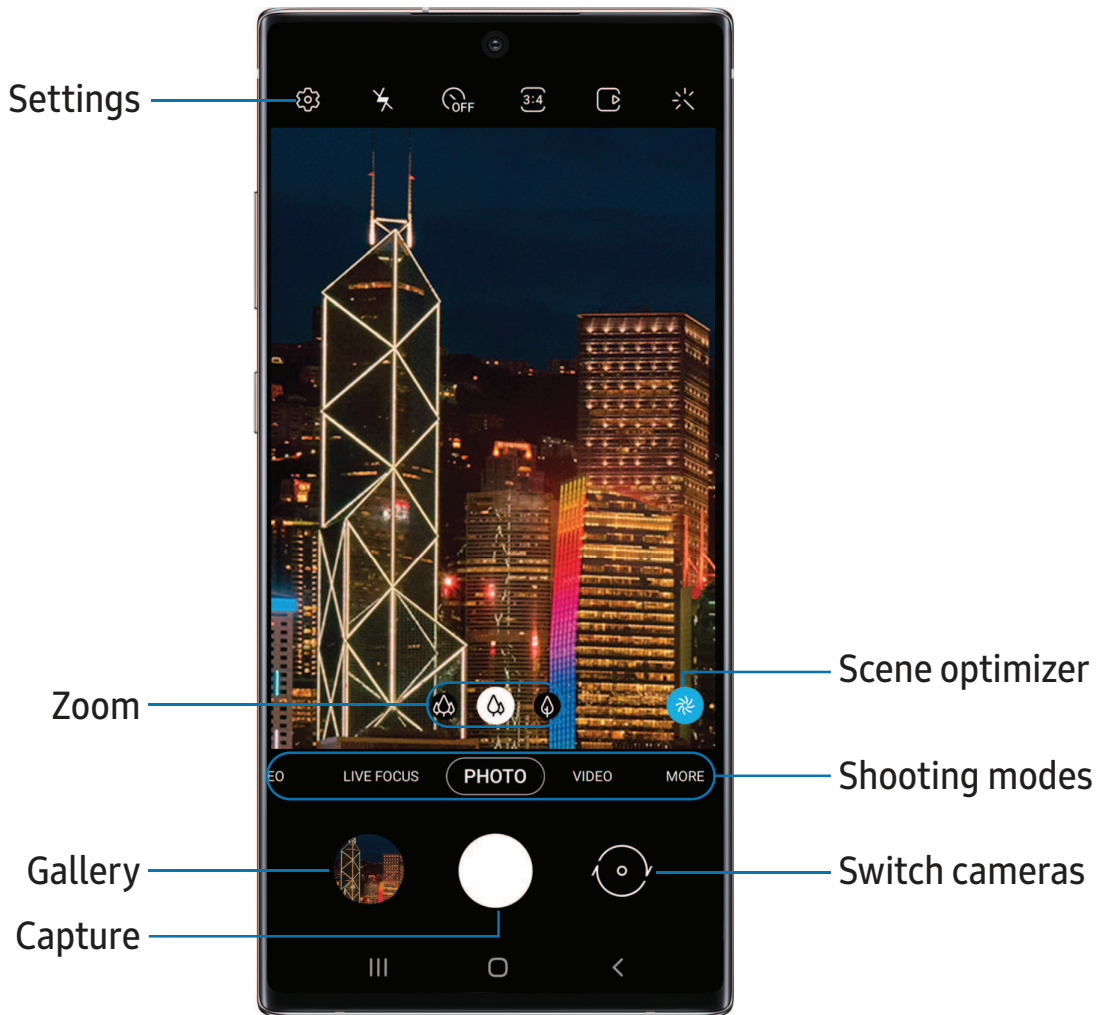 Settings
OFF
3:4
Zoom
Scene optimizer
EO LIVE FOCUS PHOTO VIDEO MORE
Shooting modes
Gallery
Switch cameras
Capture